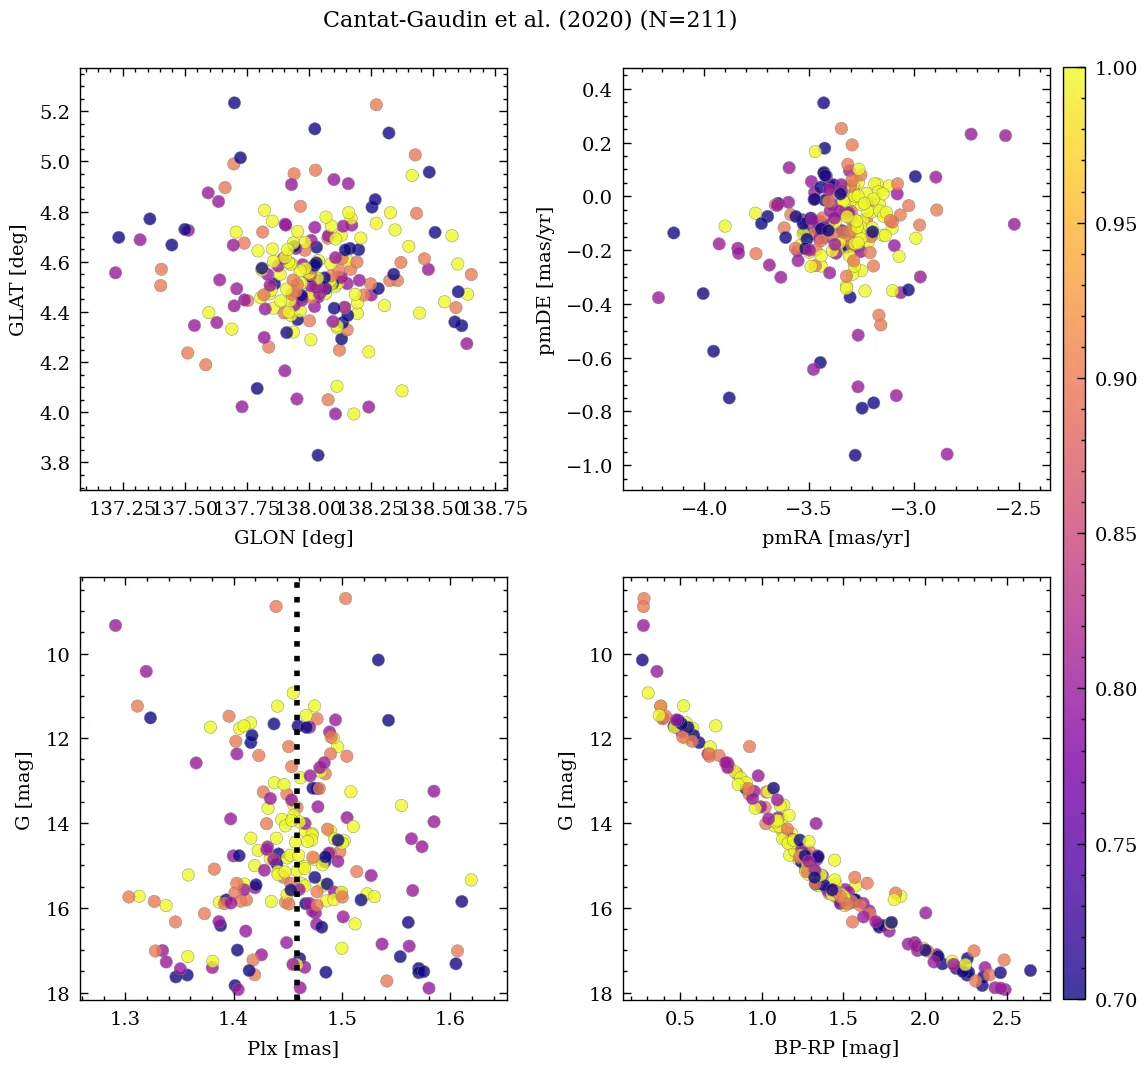 Cantat-Gaudin et al. (2020) (N=211)
5.2
5.0
4.8
4.6
4.4
4.2
4.0
3.8
GLAT [deg]
137.25 137.50 137.75 138.00 138.25 138.50 138.75
GLON [deg]
0.4
0.2
0.0
−0.2
−0.4
−0.6
−0.8
−1.0
pmDE [mas/yr]
−4.0 −3.5 −3.0 −2.5
pmRA [mas/yr]
1.00
0.95
0.90
0.85
0.80
0.75
0.70
10
12
14
16
18
G [mag]
1.3 1.4 1.5 1.6
Plx [mas]
10
12
14
16
18
G [mag]
0.5 1.0 1.5 2.0 2.5
BP-RP [mag]